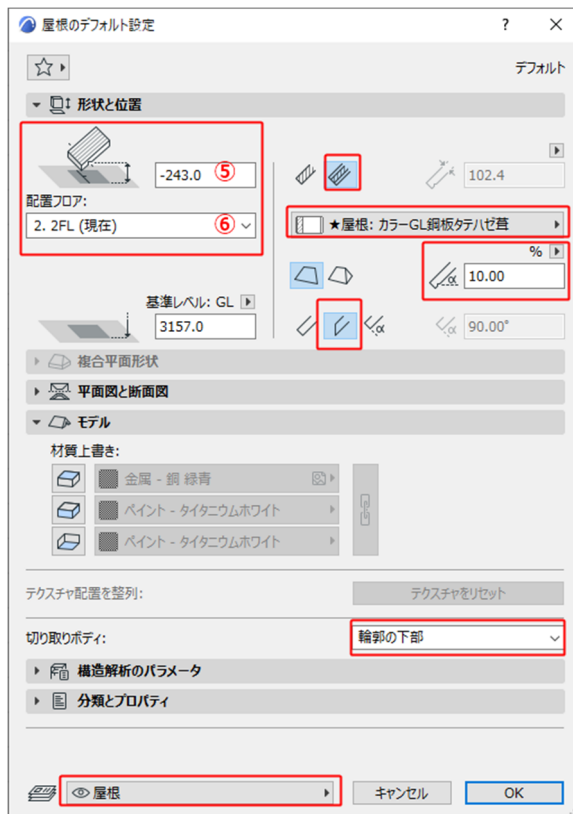 屋根のデフォルト設定
?
×
デフォルト
形状と位置
-243.0 ⑤
102.4
配置フロア:
2. 2FL (現在) ⑥
★屋根: カラーGL鋼板タテハゼ葺
%
10.00
基準レベル: GL
3157.0
90.00°
複合平面形状
平面図と断面図
モデル
材質上書き:
金属 - 銅 緑青
ペイント - タイタニウムホワイト
ペイント - タイタニウムホワイト
テクスチャ配置を整列:
テクスチャをリセット
切り取りボディ:
輪郭の下部
構造解析のパラメータ
分類とプロパティ
屋根
キャンセル
OK